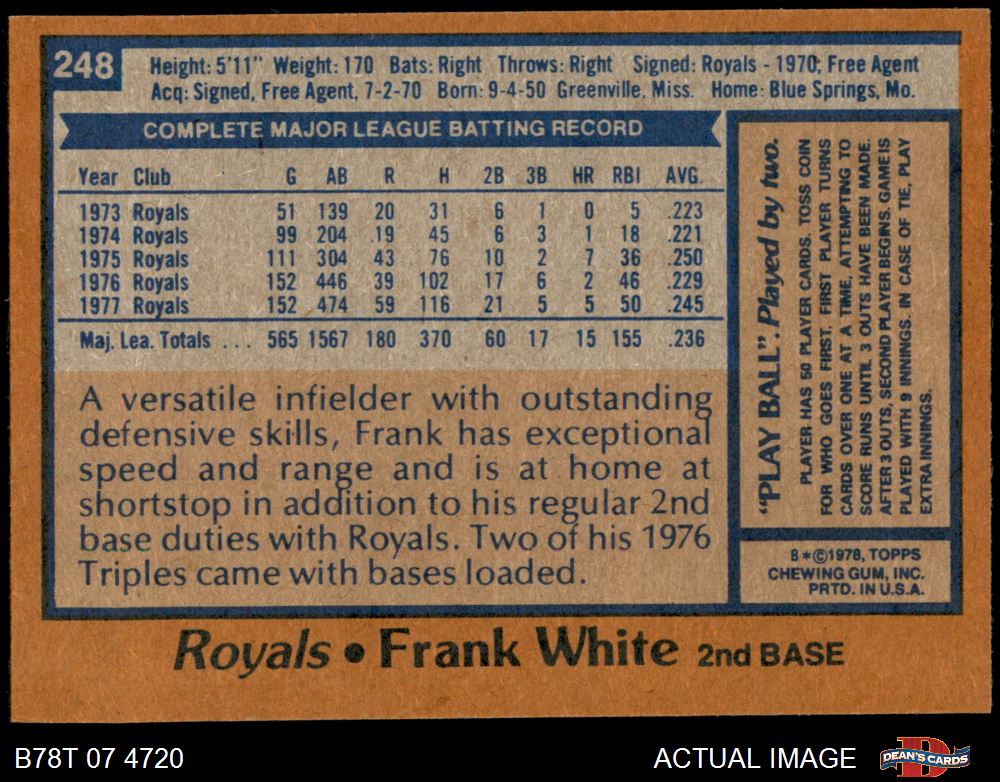 248
Height: 5'11" Weight: 170 Bats: Right Throws: Right Signed: Royals - 1970; Free Agent
Acq: Signed, Free Agent, 7-2-70 Born: 9-4-50 Greenville, Miss. Home: Blue Springs, Mo.
COMPLETE MAJOR LEAGUE BATTING RECORD
Year Club G AB R H 2B 3B HR RBI AVG.
1973 Royals 51 139 20 31 6 1 0 5 .223
1974 Royals 99 204 .19 45 6 3 1 18 .221
1975 Royals 111 304 43 76 10 2 7 36 .250
1976 Royals 152 446 39 102 17 6 2 46 .229
1977 Royals 152 474 59 116 21 5 5 50 .245
Maj. Lea. Totals . . . 565 1567 180 370 60 17 15 155 .236
A versatile infielder with outstanding
defensive skills, Frank has exceptional
speed and range and is at home at
shortstop in addition to his regular 2nd
base duties with Royals. Two of his 1976
Triples came with bases loaded.
"PLAY BALL". Played by two.
PLAYER HAS 50 PLAYER CARDS. TOSS COIN
FOR WHO GOES FIRST. FIRST PLAYER TURNS
CARDS OVER ONE AT A TIME, ATTEMPTING TO
SCORE RUNS UNTIL 3 OUTS HAVE BEEN MADE.
AFTER 3 OUTS, SECOND PLAYER BEGINS. GAME IS
PLAYED WITH 9 INNINGS. IN CASE OF TIE, PLAY
EXTRA INNINGS.
B*©1978, TOPPS
CHEWING GUM, INC.
PRTD. IN U.S.A.
Royals • Frank White 2nd BASE
B78T 07 4720
ACTUAL IMAGE
DEAN'S CARDS